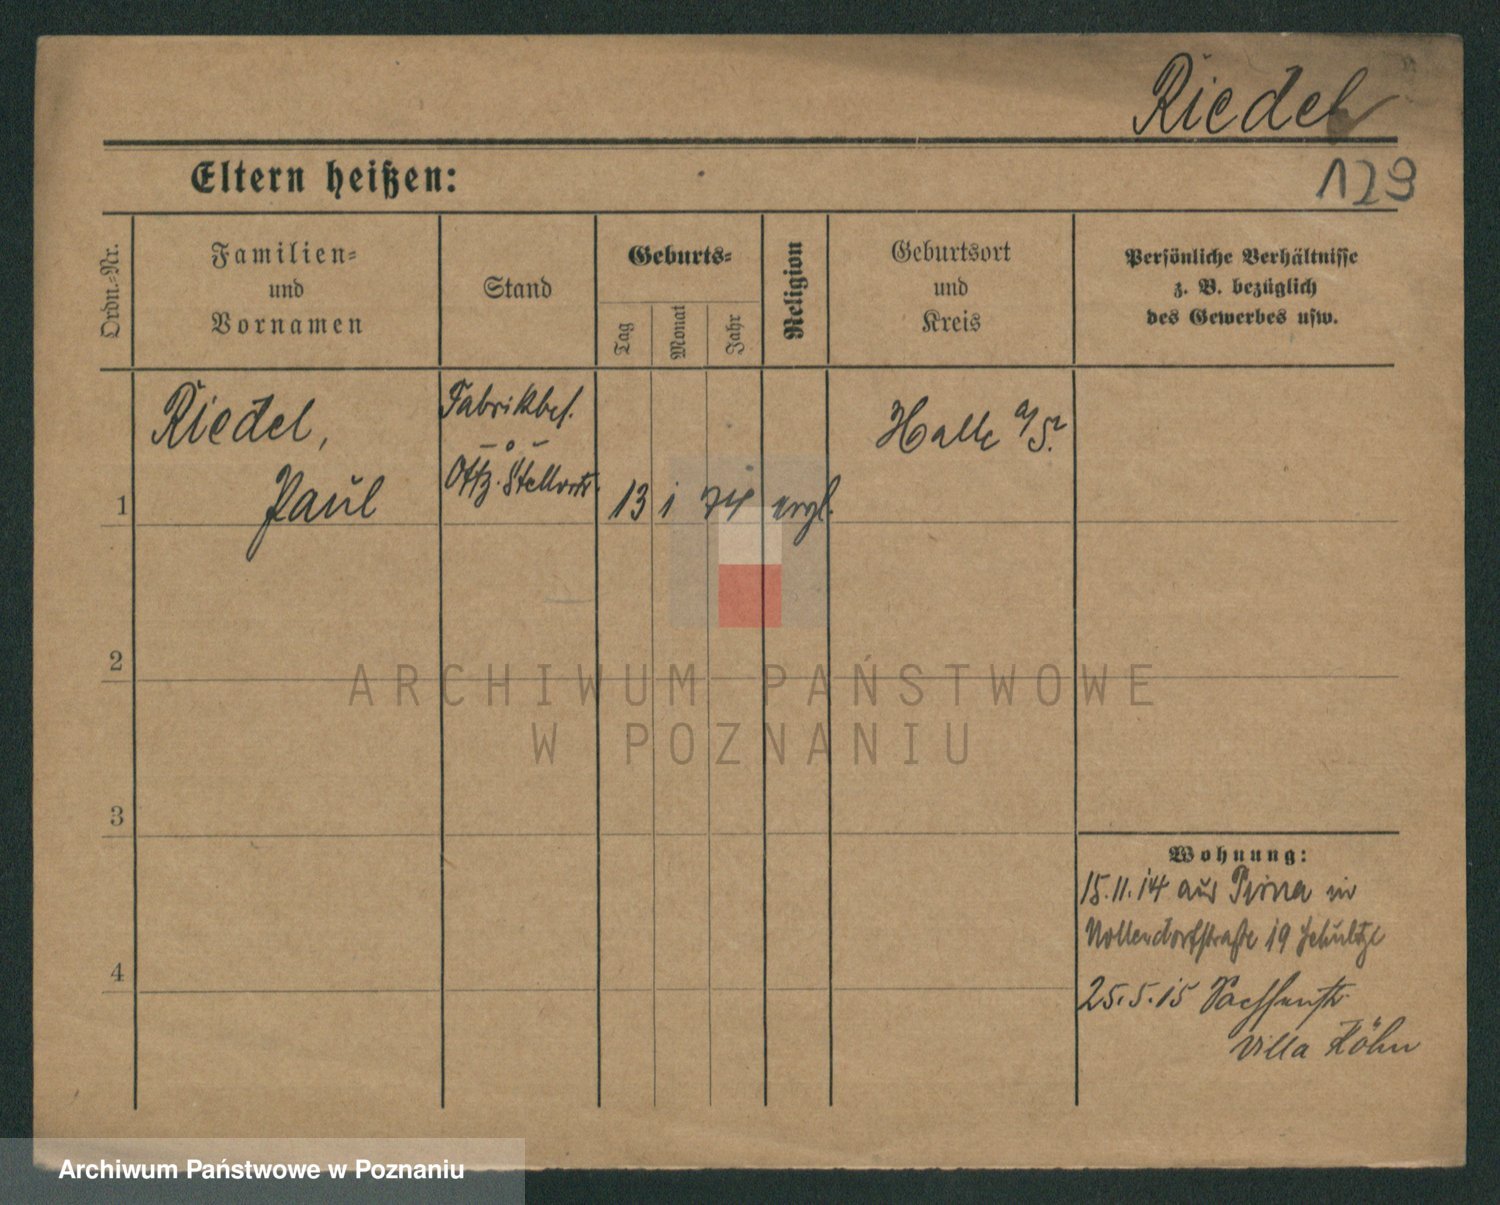 Riedel
Eltern heißen:
129
Ordn.-Nr.
Familien-
und
Vornamen
Stand
Geburts-
Tag
Monat
Jahr
Religion
Geburtsort
und
Kreis
Persönliche Verhältnisse
z. B. bezüglich
des Gewerbes usw.
1
Riedel,
Paul
Fabrikbes.
Offz. Stellvertr.
13
1
74
evgl.
Halle a/S.
2
3
4
Wohnung:
15.11.14 aus Pirna in
Nollendorfstraße 19 Schultze
25.5.15 Sachsenstr.
Villa Köhn
ARCHIWUM PAŃSTWOWE
W POZNANIU
Archiwum Państwowe w Poznaniu